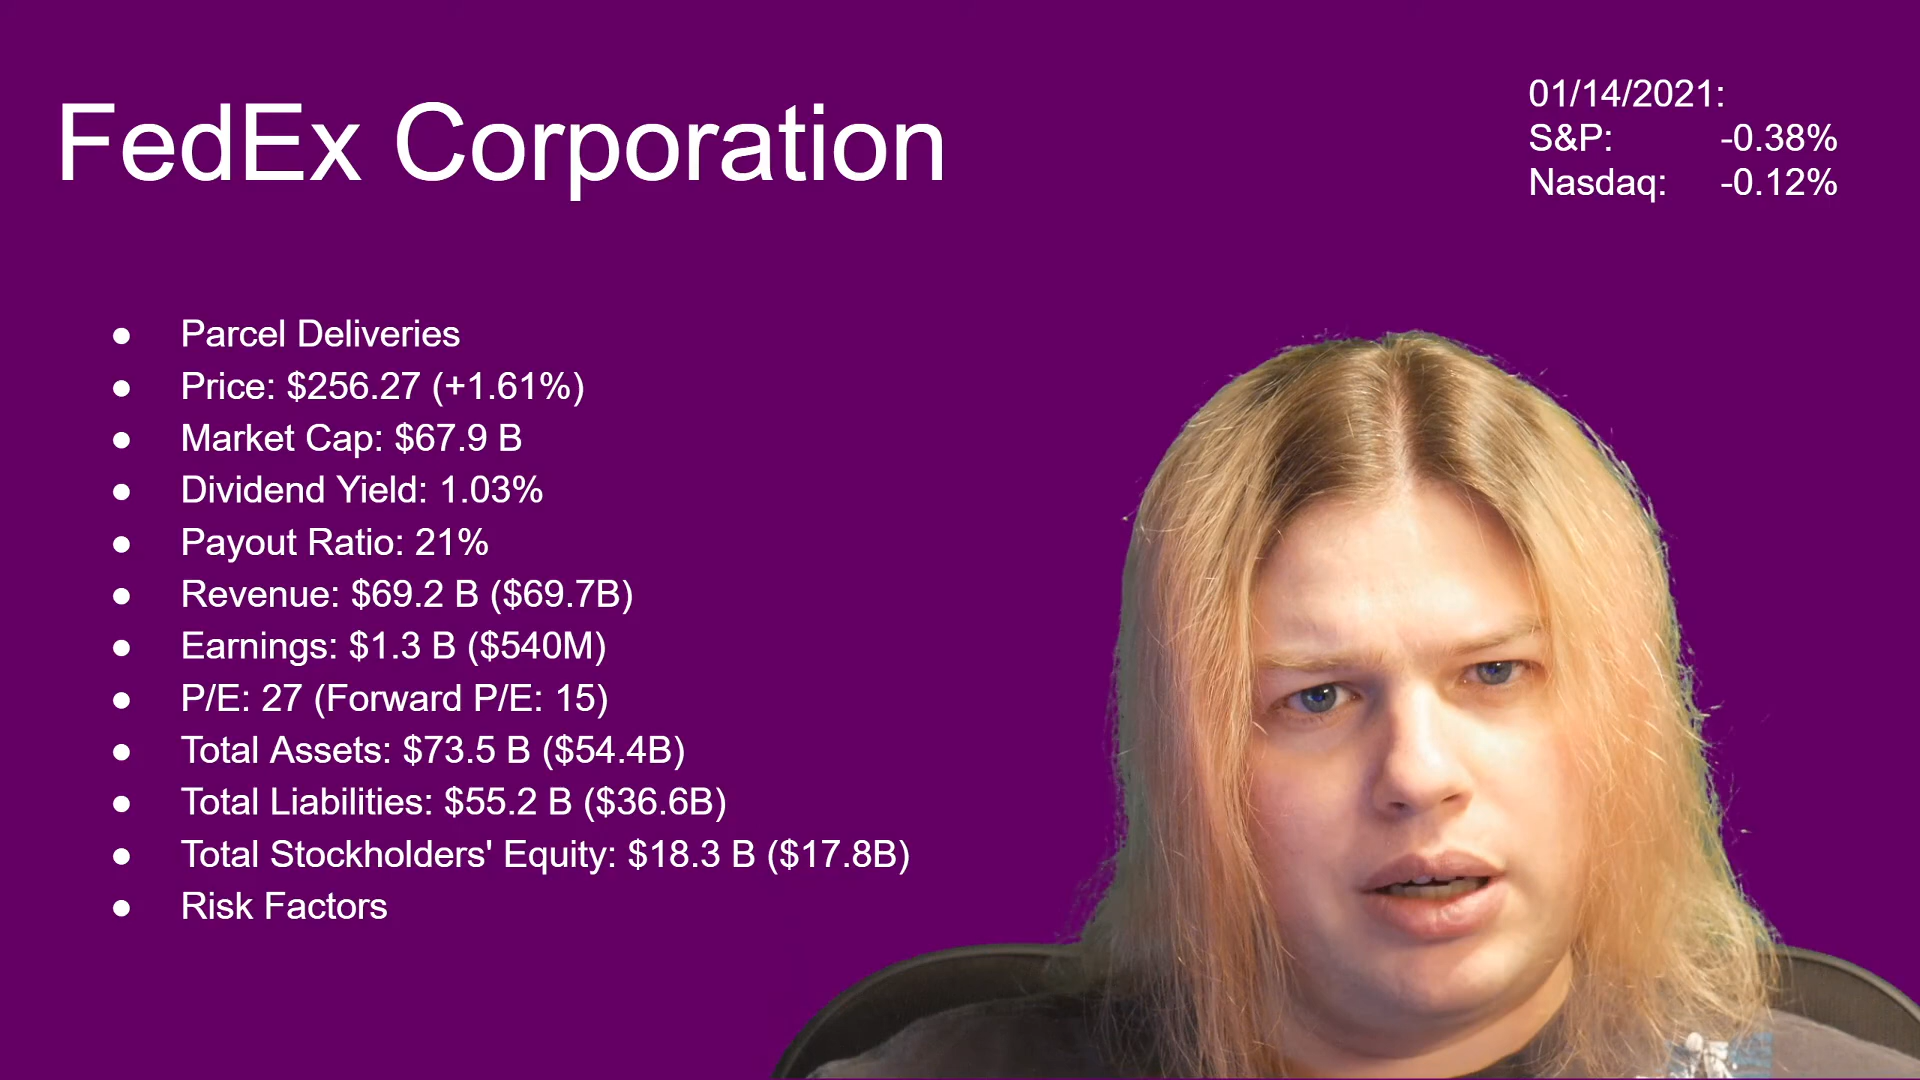 FedEx Corporation
01/14/2021:
S&P: -0.38%
Nasdaq: -0.12%
● Parcel Deliveries
● Price: $256.27 (+1.61%)
● Market Cap: $67.9 B
● Dividend Yield: 1.03%
● Payout Ratio: 21%
● Revenue: $69.2 B ($69.7B)
● Earnings: $1.3 B ($540M)
● P/E: 27 (Forward P/E: 15)
● Total Assets: $73.5 B ($54.4B)
● Total Liabilities: $55.2 B ($36.6B)
● Total Stockholders' Equity: $18.3 B ($17.8B)
● Risk Factors